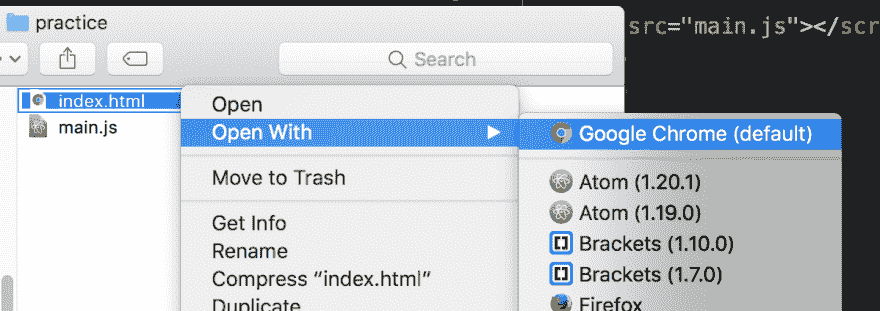 practice
src="main.js"></scr
Search
index.html
main.js
Open
Open With
Move to Trash
Get Info
Rename
Compress “index.html”
Duplicate
Google Chrome (default)
Atom (1.20.1)
Atom (1.19.0)
Brackets (1.10.0)
Brackets (1.7.0)
Firefox